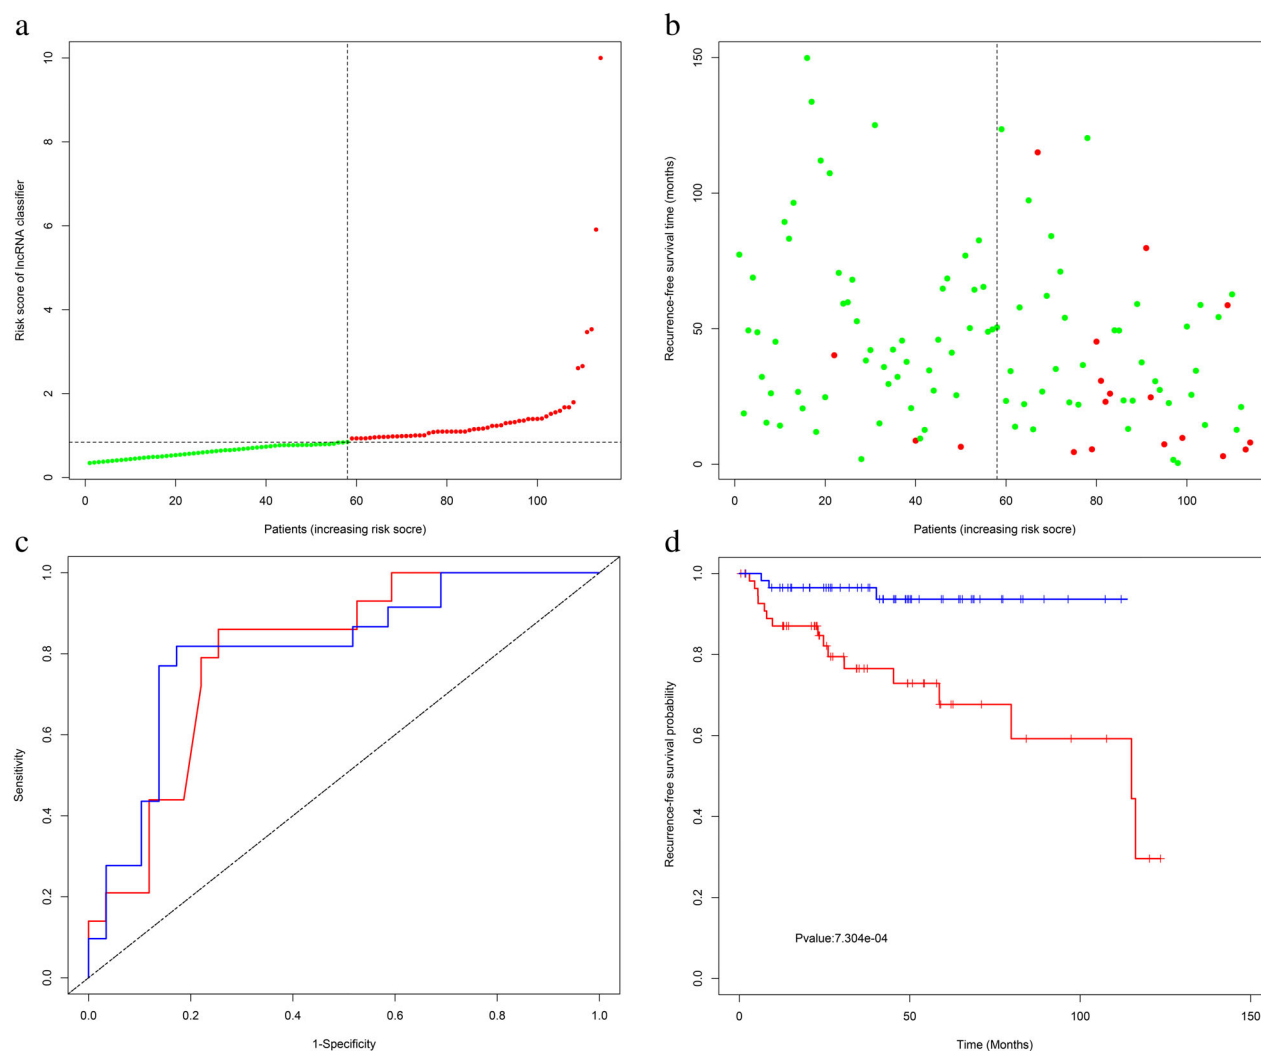 a
10
8
6
4
2
0
Risk score of lncRNA classifier
0 20 40 60 80 100
Patients (increasing risk socre)
b
150
100
50
0
Recurrence-free survival time (months)
0 20 40 60 80 100
Patients (increasing risk socre)
c
1.0
0.8
0.6
0.4
0.2
0.0
Sensitivity
0.0 0.2 0.4 0.6 0.8 1.0
1-Specificity
d
1.0
0.8
0.6
0.4
0.2
0.0
Recurrence-free survival probability
Pvalue:7.304e-04
0 50 100 150
Time (Months)